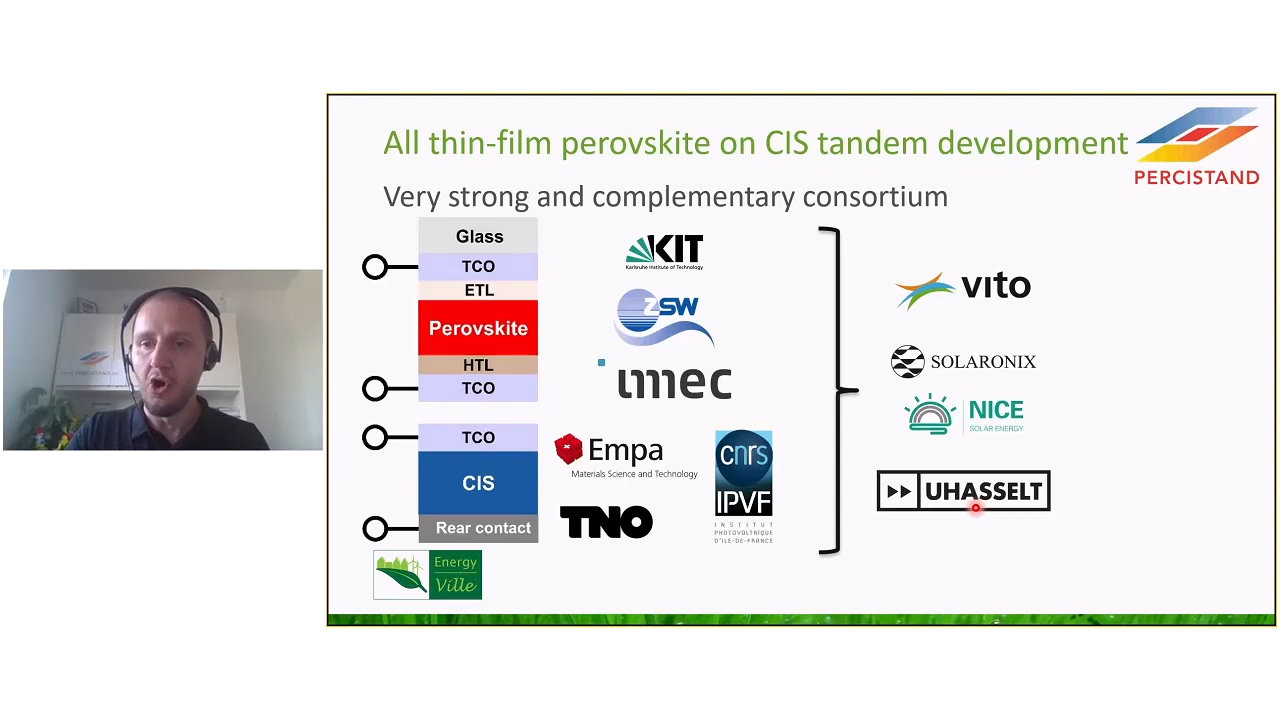 All thin-film perovskite on CIS tandem development
PERCISTAND
Very strong and complementary consortium
Glass
TCO
ETL
Perovskite
HTL
TCO
TCO
CIS
Rear contact
KIT
Karlsruhe Institute of Technology
ZSW
imec
Empa
Materials Science and Technology
TNO
cnrs
IPVF
INSTITUT
PHOTOVOLTRIQUE
D'ILE-DE-FRANCE
vito
SOLARONIX
NICE
SOLAR ENERGY
UHASSELT
Energy
Ville